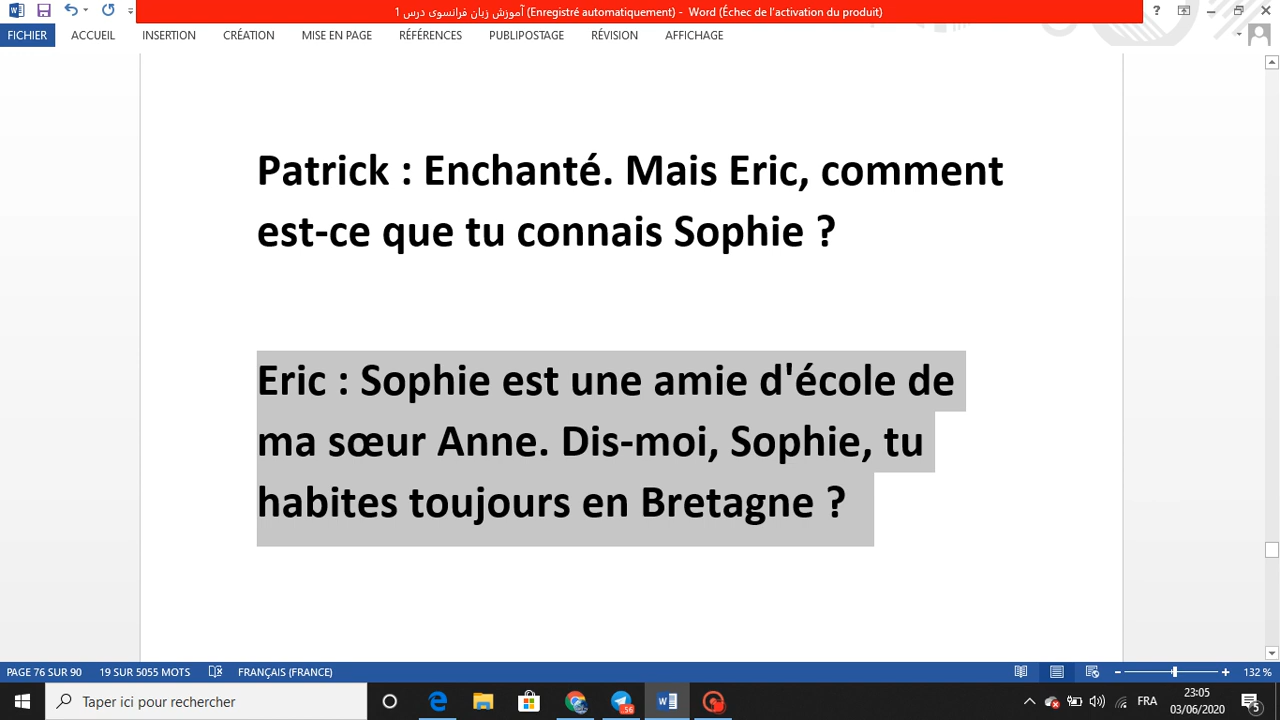 آموزش زبان فرانسوی درس 1 (Enregistré automatiquement) - Word (Échec de l'activation du produit)
FICHIER ACCUEIL INSERTION CRÉATION MISE EN PAGE RÉFÉRENCES PUBLIPOSTAGE RÉVISION AFFICHAGE
Patrick : Enchanté. Mais Eric, comment
est-ce que tu connais Sophie ?
Eric : Sophie est une amie d'école de
ma sœur Anne. Dis-moi, Sophie, tu
habites toujours en Bretagne ?
PAGE 76 SUR 90 19 SUR 5055 MOTS FRANÇAIS (FRANCE) 132 %
Taper ici pour rechercher 56 FRA 23:05
03/06/2020 5